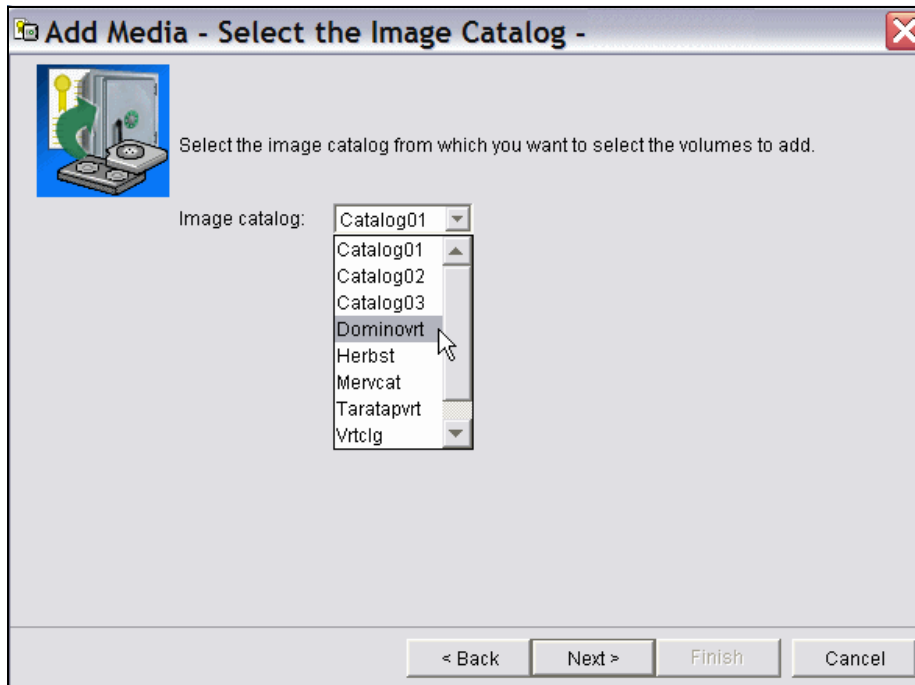 Add Media - Select the Image Catalog -
Select the image catalog from which you want to select the volumes to add.
Image catalog: Catalog01
Catalog01
Catalog02
Catalog03
Dominovrt
Herbst
Mervcat
Taratapvrt
Vrtclg
< Back Next > Finish Cancel